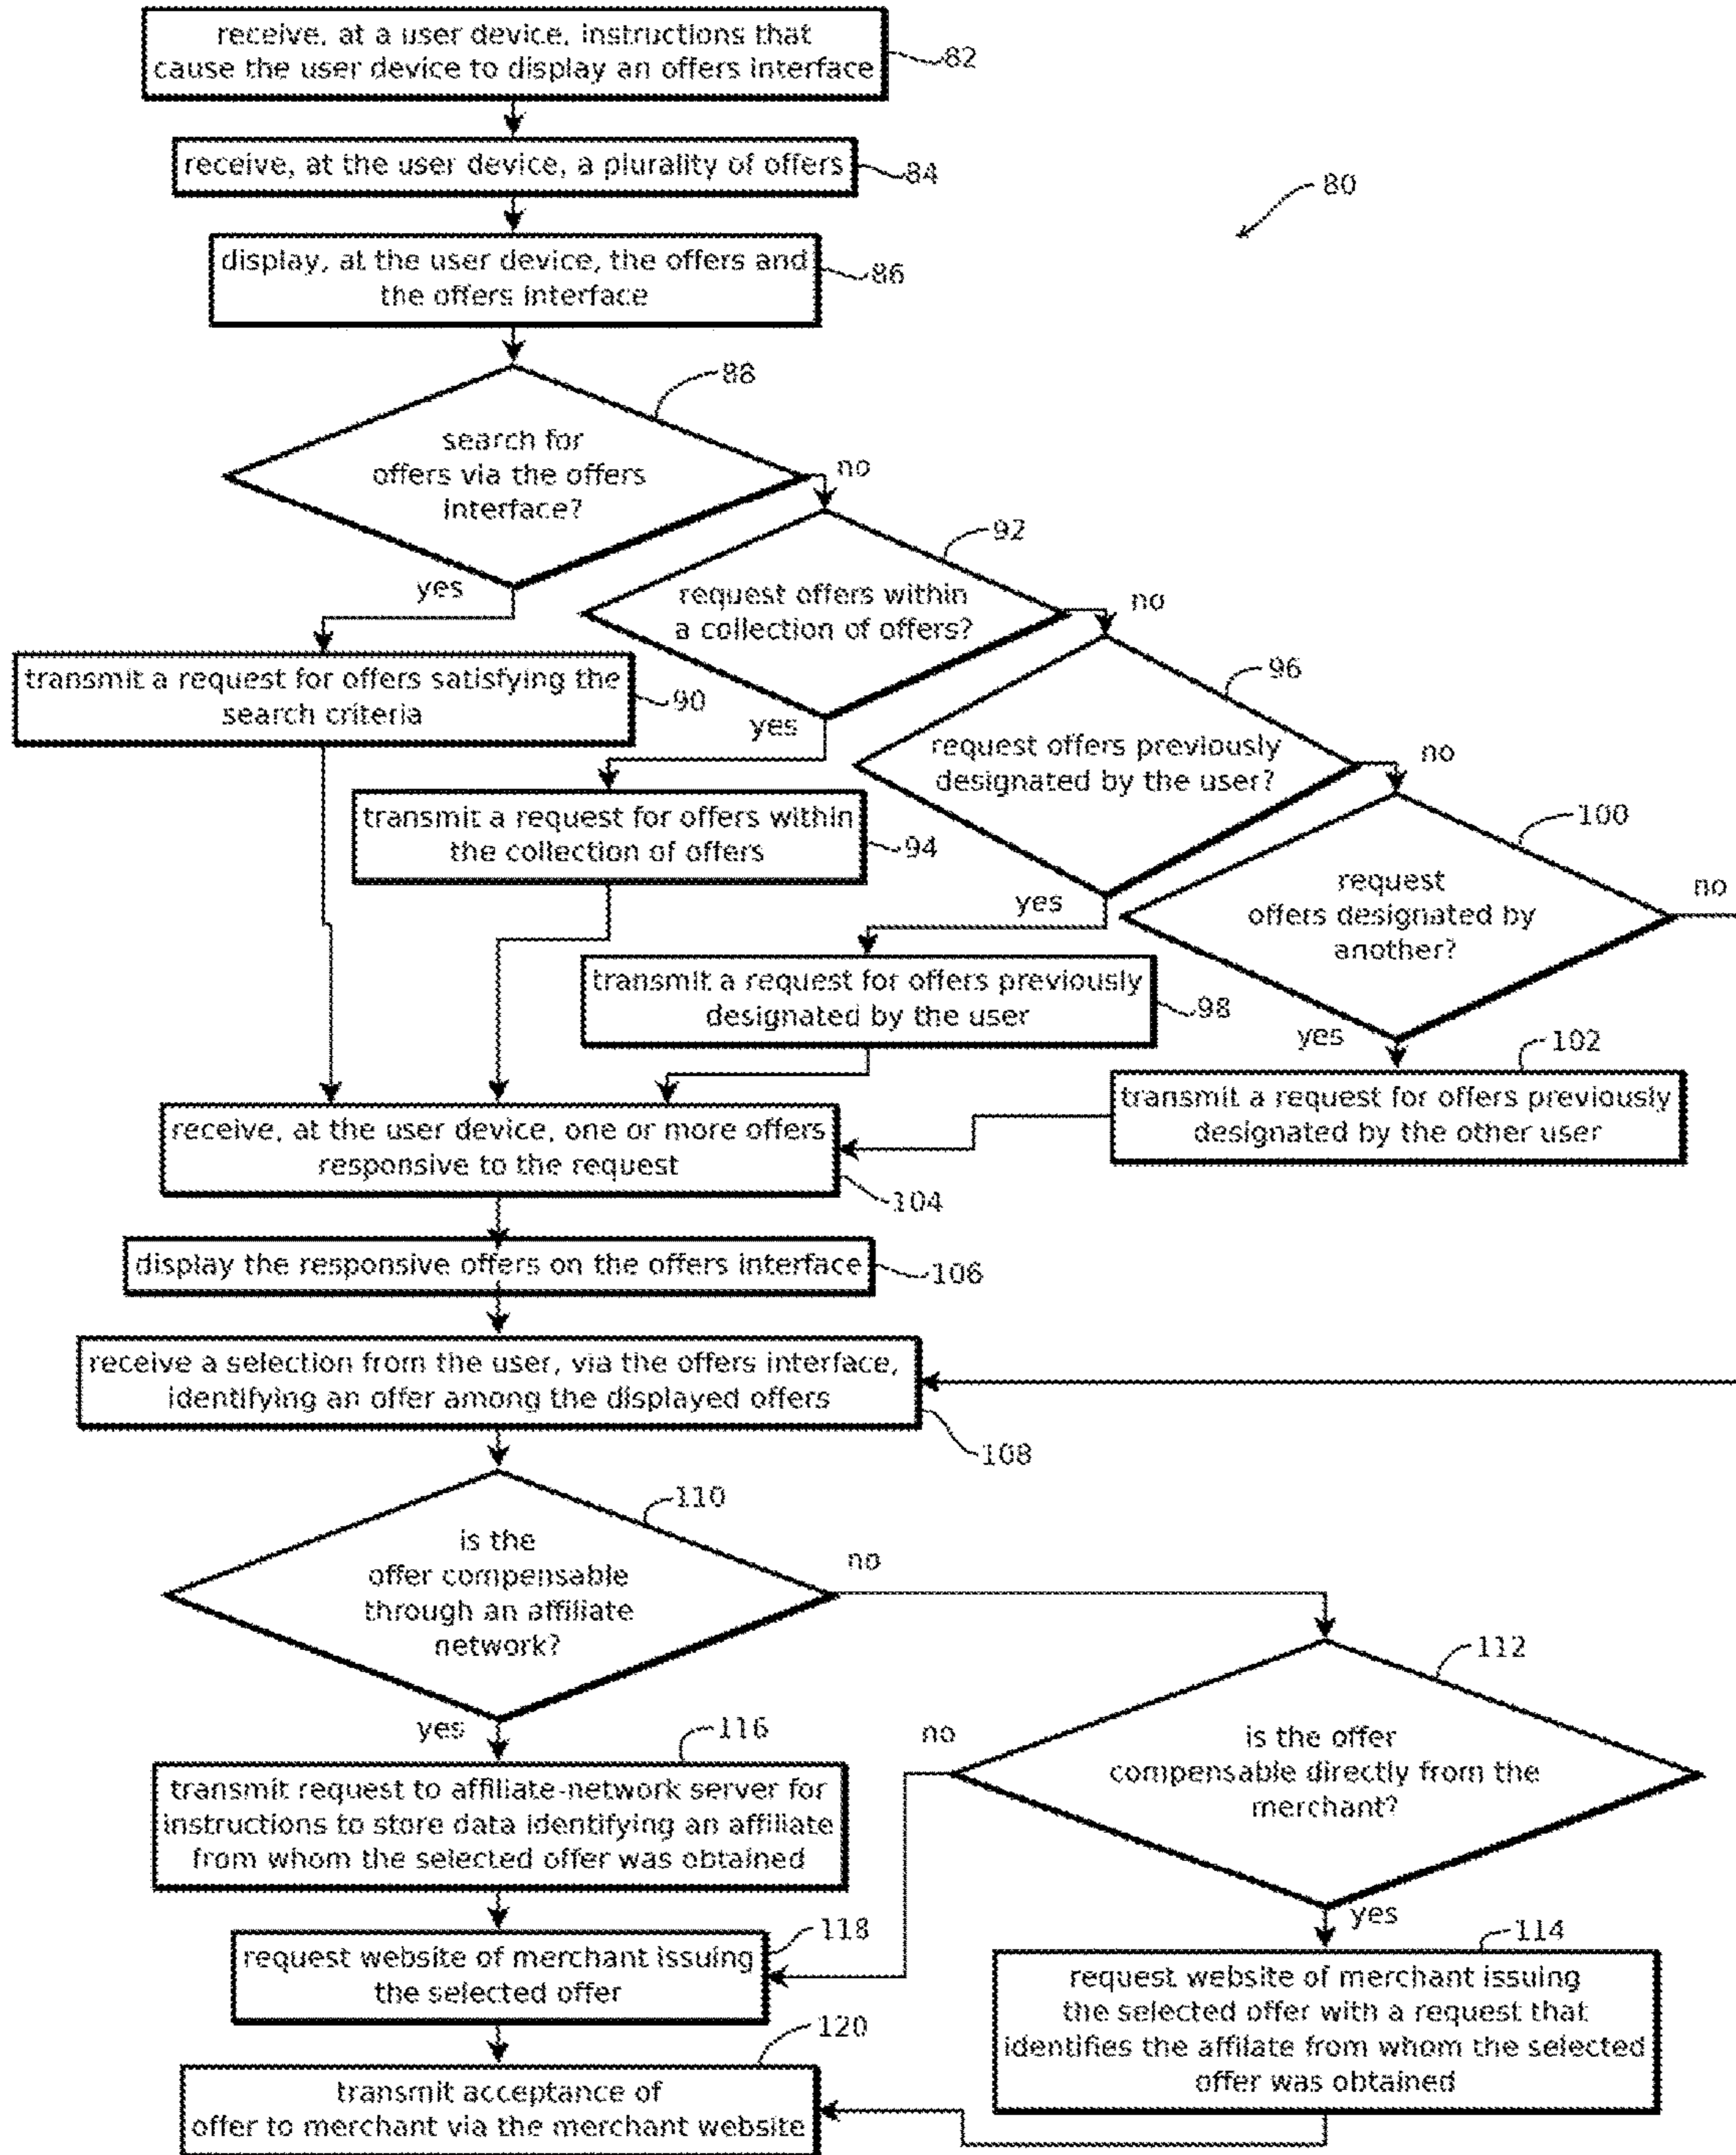 receive, at a user device, instructions that
cause the user device to display an offers interface
82
receive, at the user device, a plurality of offers
84
80
display, at the user device, the offers and
the offers interface
86
88
search for
offers via the offers
interface?
no
yes
92
request offers within
a collection of offers?
no
yes
transmit a request for offers satisfying the
search criteria
90
96
request offers previously
designated by the user?
no
yes
transmit a request for offers within
the collection of offers
94
100
request
offers designated by
another?
no
yes
transmit a request for offers previously
designated by the user
98
102
transmit a request for offers previously
designated by the other user
receive, at the user device, one or more offers
responsive to the request
104
display the responsive offers on the offers interface
106
receive a selection from the user, via the offers interface,
identifying an offer among the displayed offers
108
110
is the
offer compensable
through an affiliate
network?
no
yes
112
is the offer
compensable directly from the
merchant?
no
yes
116
transmit request to affiliate-network server for
instructions to store data identifying an affiliate
from whom the selected offer was obtained
118
request website of merchant issuing
the selected offer
114
request website of merchant issuing
the selected offer with a request that
identifies the affilate from whom the selected
offer was obtained
120
transmit acceptance of
offer to merchant via the merchant website